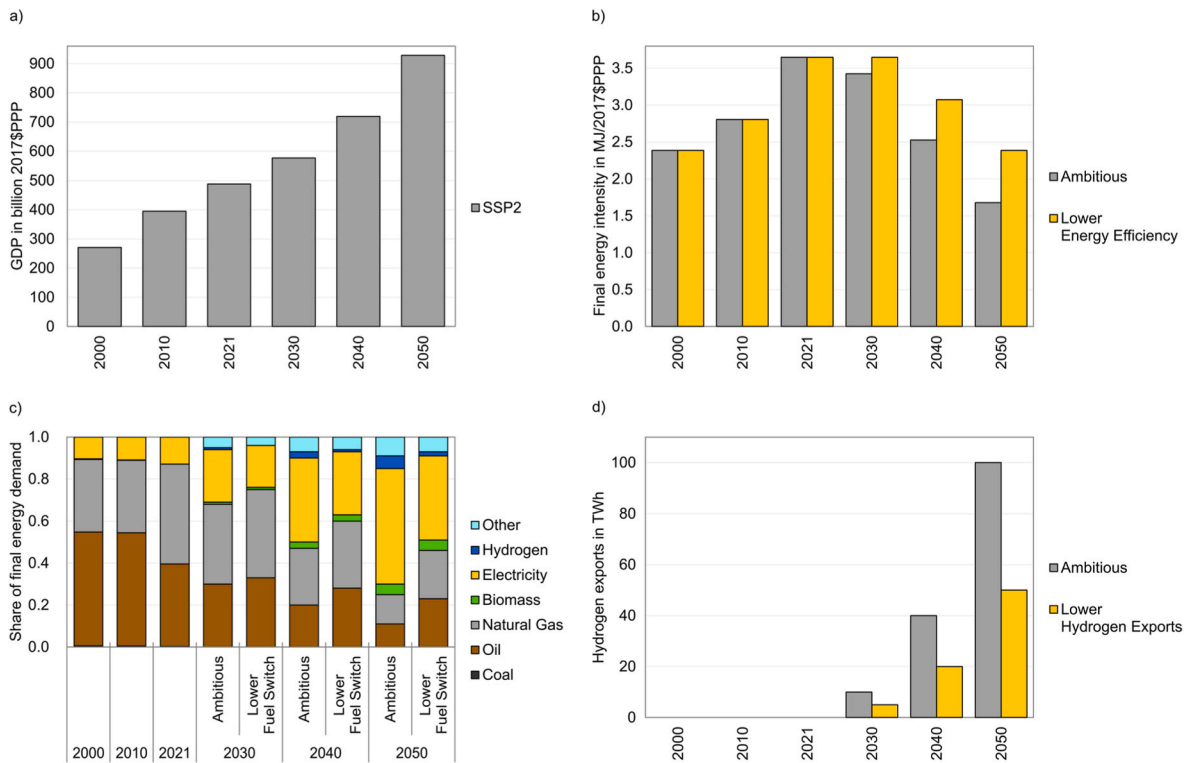 a)
GDP in billion 2017$PPP
900
800
700
600
500
400
300
200
100
0
2000
2010
2021
2030
2040
2050
SSP2
b)
Final energy intensity in MJ/2017$PPP
3.5
3.0
2.5
2.0
1.5
1.0
0.5
0.0
2000
2010
2021
2030
2040
2050
Ambitious
Lower
Energy Efficiency
c)
Share of final energy demand
1.0
0.8
0.6
0.4
0.2
0.0
Ambitious
Lower
Fuel Switch
Ambitious
Lower
Fuel Switch
Ambitious
Lower
Fuel Switch
2000
2010
2021
2030
2040
2050
Other
Hydrogen
Electricity
Biomass
Natural Gas
Oil
Coal
d)
Hydrogen exports in TWh
100
80
60
40
20
0
2000
2010
2021
2030
2040
2050
Ambitious
Lower
Hydrogen Exports